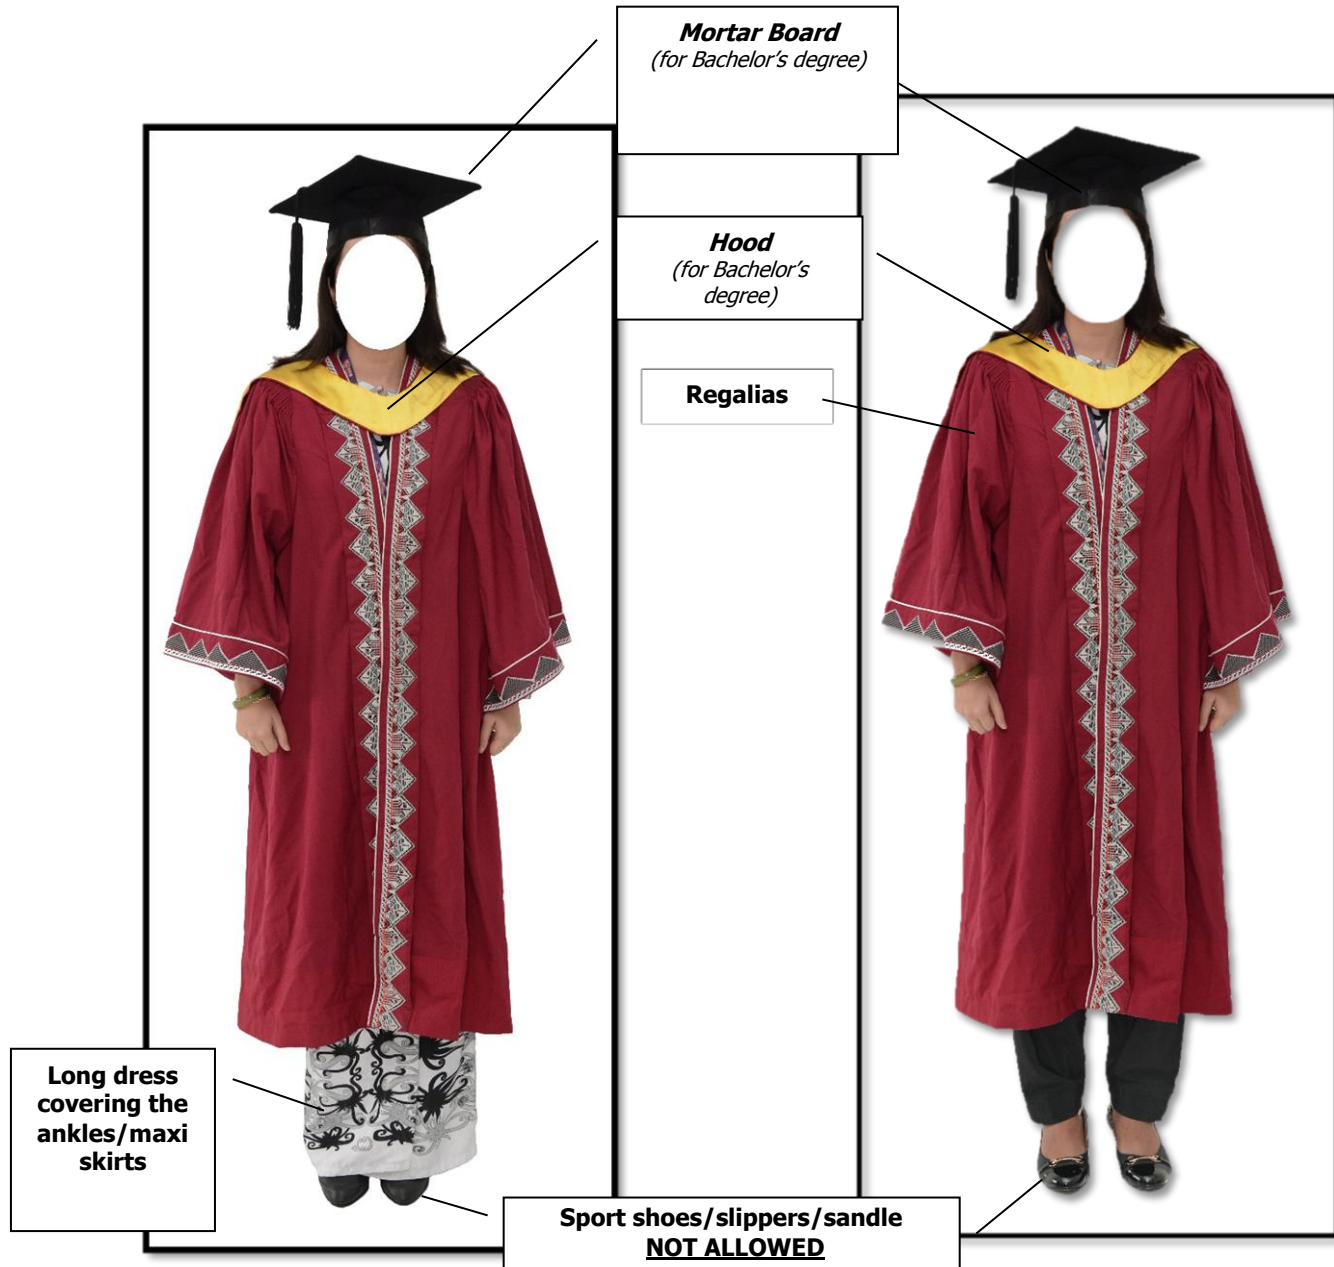 Mortar Board
(for Bachelor's degree)
Hood
(for Bachelor's
degree)
Regalias
Long dress
covering the
ankles/maxi
skirts
Sport shoes/slippers/sandle
NOT ALLOWED